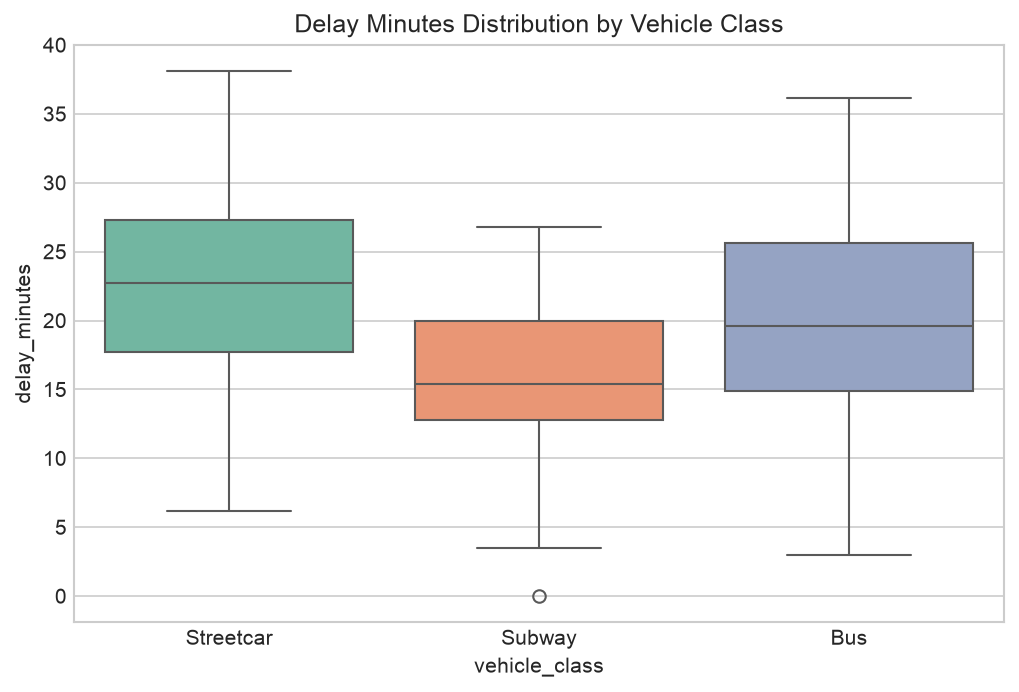 Delay Minutes Distribution by Vehicle Class
40
35
30
25
20
15
10
5
0
delay_minutes
Streetcar
Subway
Bus
vehicle_class